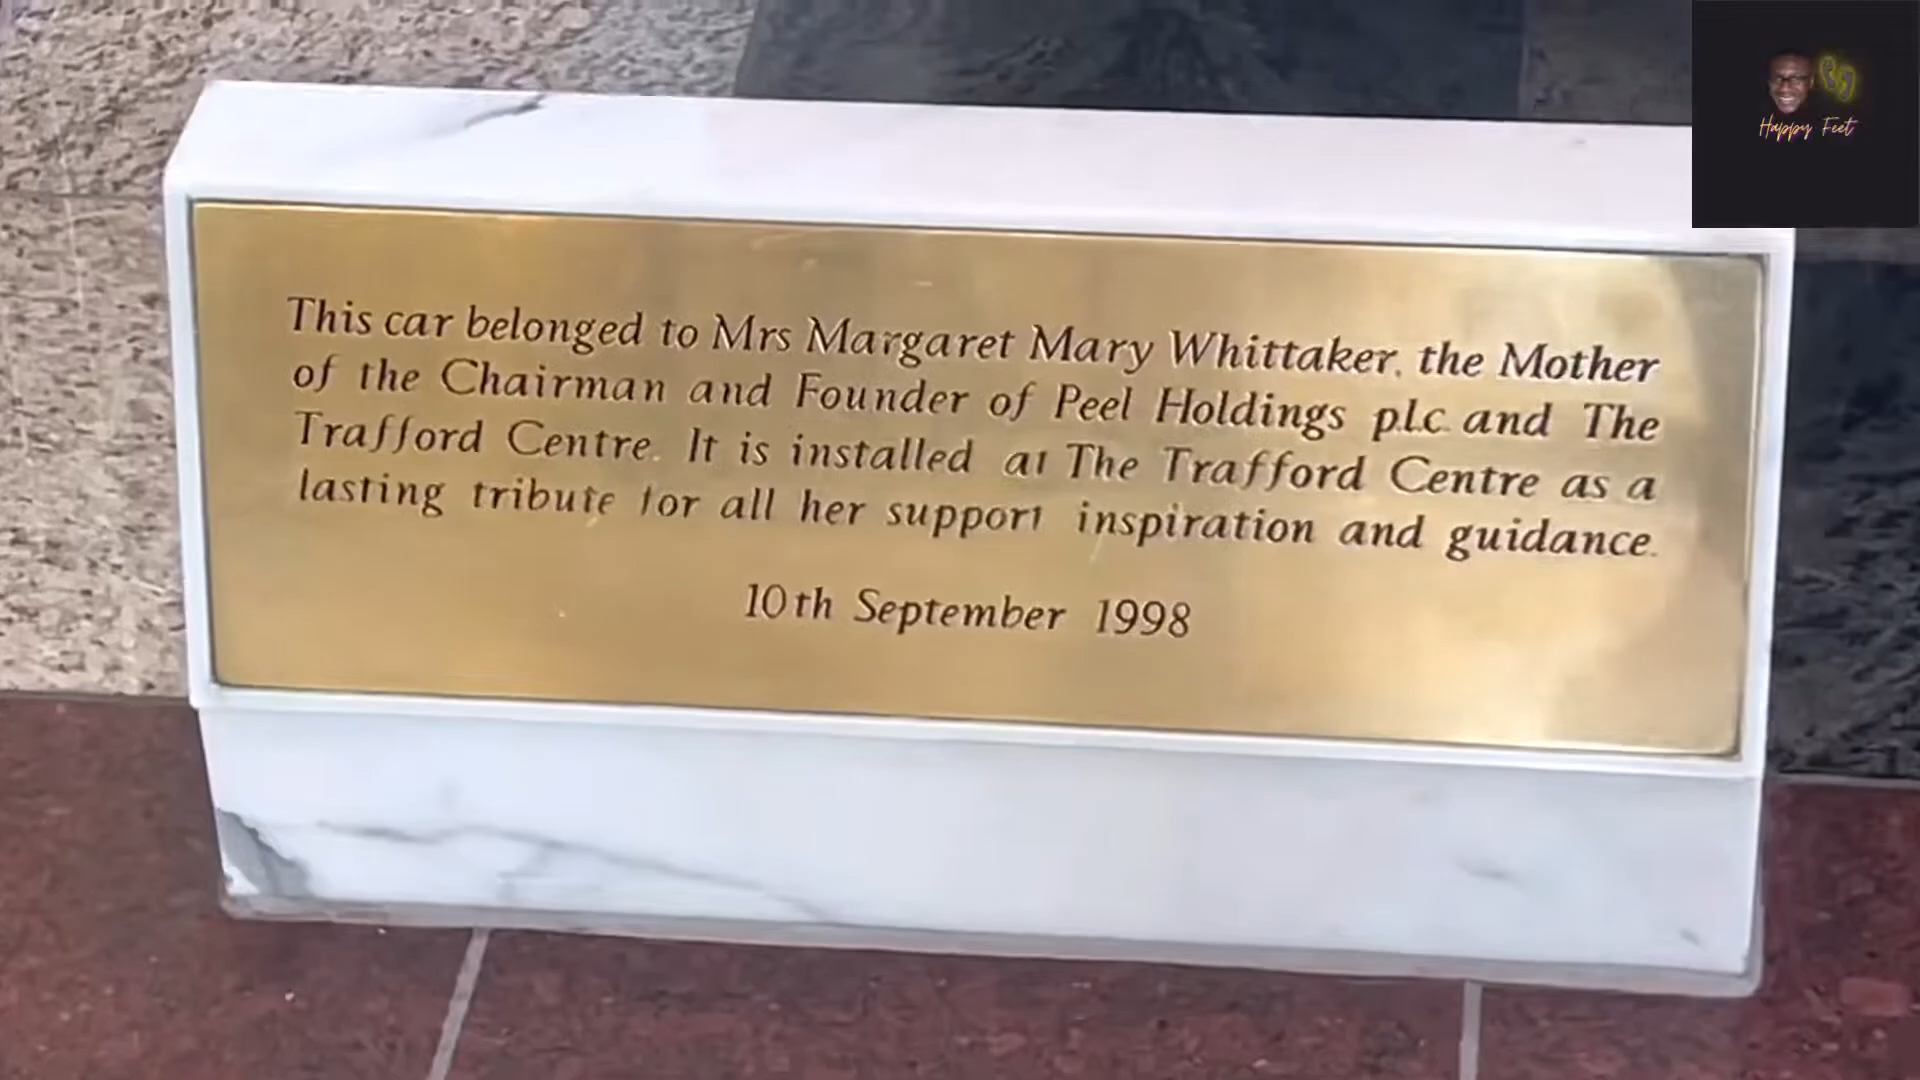 Happy Feet
This car belonged to Mrs Margaret Mary Whittaker, the Mother
of the Chairman and Founder of Peel Holdings p.l.c. and The
Trafford Centre. It is installed at The Trafford Centre as a
lasting tribute for all her support inspiration and guidance.
10th September 1998